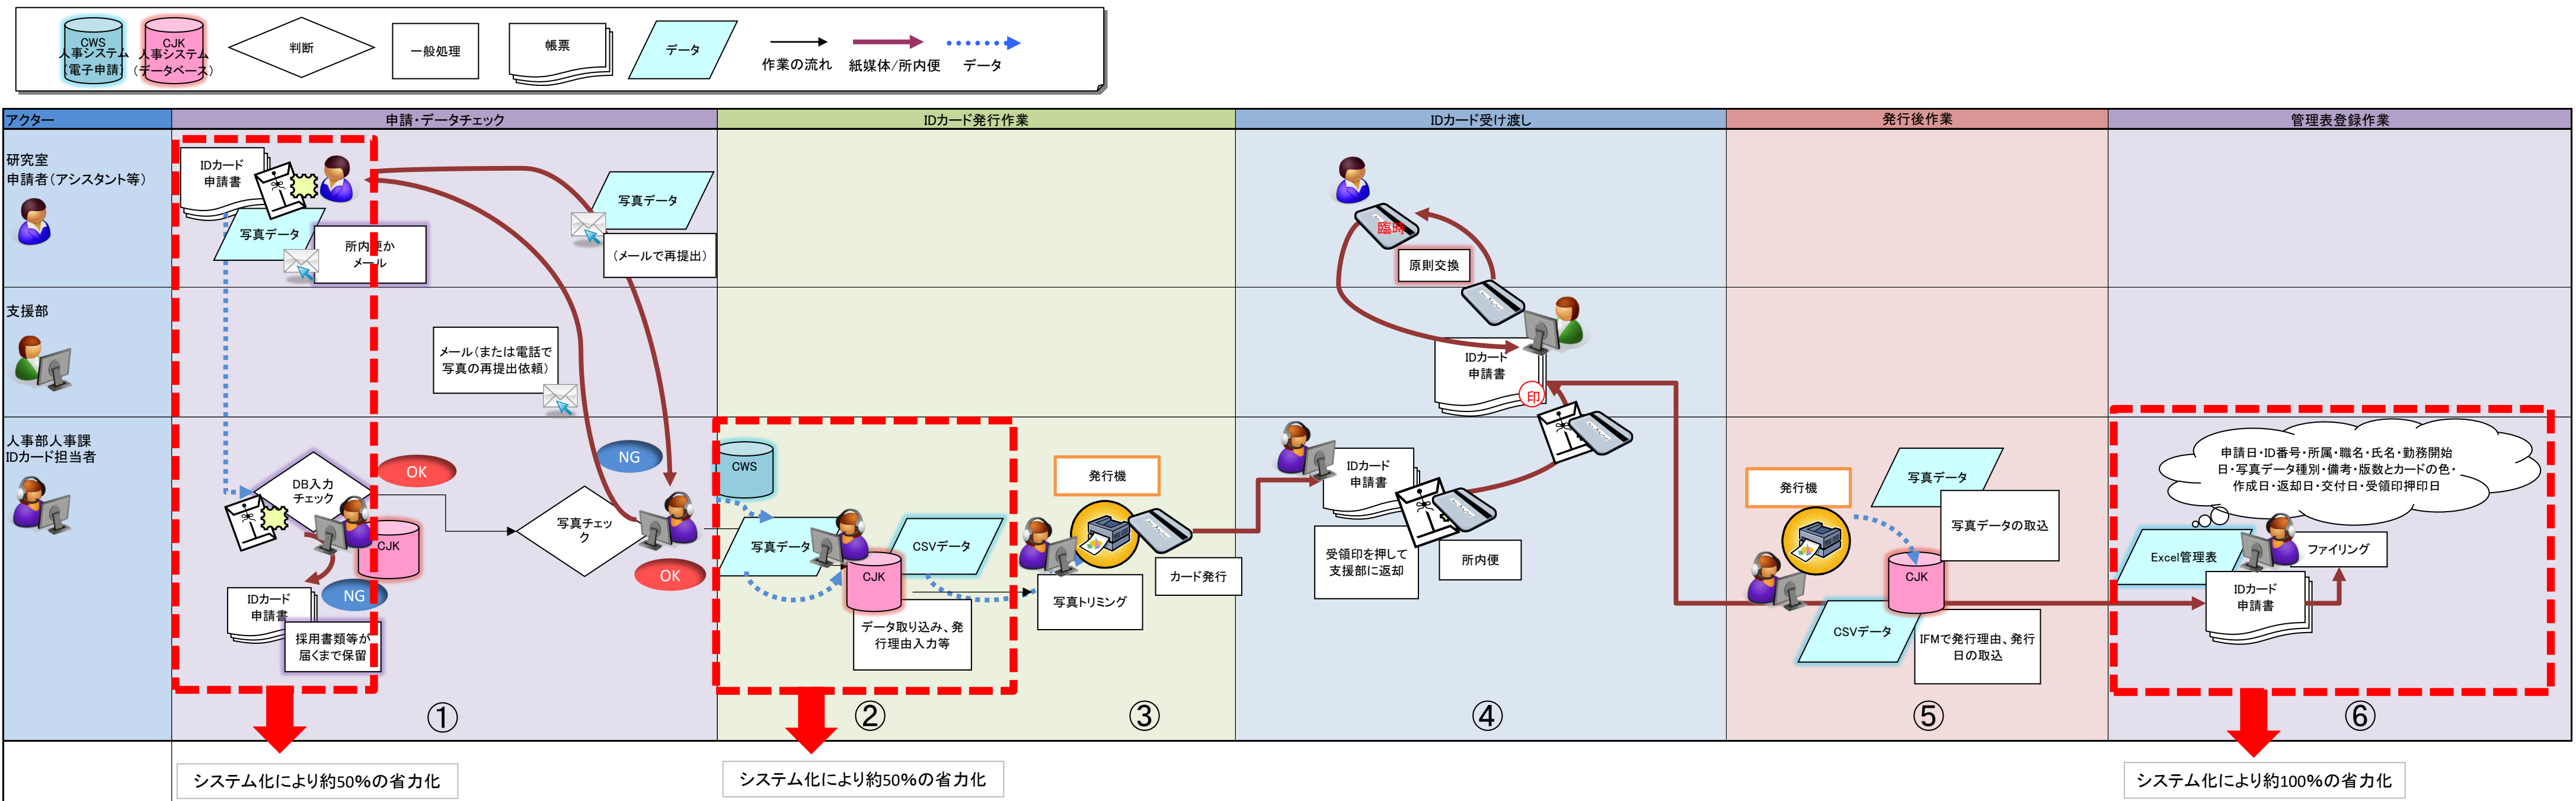 CWS
人事システム
(電子申請)
CJK
人事システム
(データベース)
判断
一般処理
帳票
データ
作業の流れ
紙媒体/所内便
データ
アクター
申請・データチェック
IDカード発行作業
IDカード受け渡し
発行後作業
管理表登録作業
研究室
申請者(アシスタント等)
支援部
人事部人事課
IDカード担当者
IDカード
申請書
写真データ
所内便か
メール
写真データ
(メールで再提出)
メール(または電話で
写真の再提出依頼)
DB入力
チェック
OK
CJK
NG
IDカード
申請書
採用書類等が
届くまで保留
NG
写真チェッ
ク
OK
①
CWS
写真データ
CSVデータ
CJK
データ取り込み、発
行理由入力等
②
発行機
写真トリミング
カード発行
③
臨時
原則交換
IDカート
申請書
印
IDカード
申請書
受領印を押して
支援部に返却
所内便
④
発行機
写真データ
写真データの取込
CJK
CSVデータ
IFMで発行理由、発行
日の取込
⑤
申請日・ID番号・所属・職名・氏名・勤務開始
日・写真データ種別・備考・版数とカードの色・
作成日・返却日・交付日・受領印押印日
Excel管理表
ファイリング
IDカード
申請書
⑥
システム化により約50%の省力化
システム化により約50%の省力化
システム化により約100%の省力化